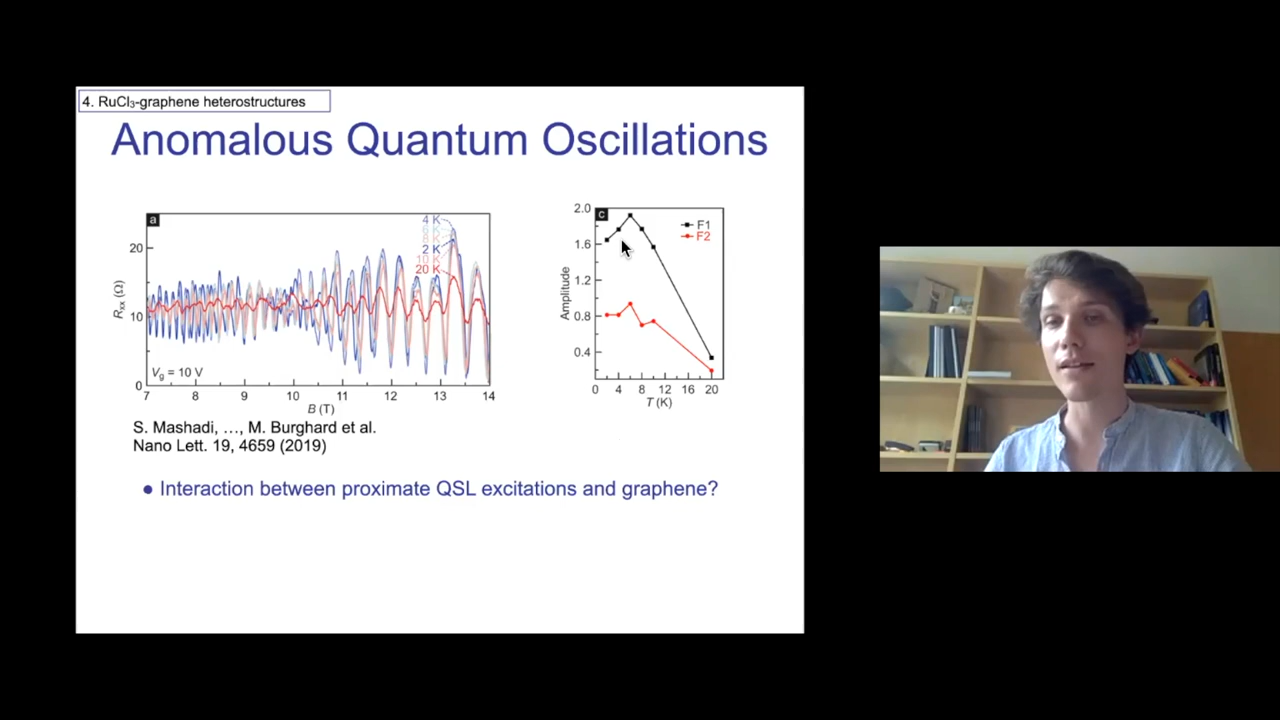 4. RuCl₃-graphene heterostructures
Anomalous Quantum Oscillations
a
4 K
6 K
8 K
2 K
10 K
20 K
20
10
0
Rxx (Ω)
Vg = 10 V
7 8 9 10 11 12 13 14
B (T)
c
F1
F2
2.0
1.6
1.2
0.8
0.4
Amplitude
0 4 8 12 16 20
T (K)
S. Mashadi, …, M. Burghard et al.
Nano Lett. 19, 4659 (2019)
● Interaction between proximate QSL excitations and graphene?